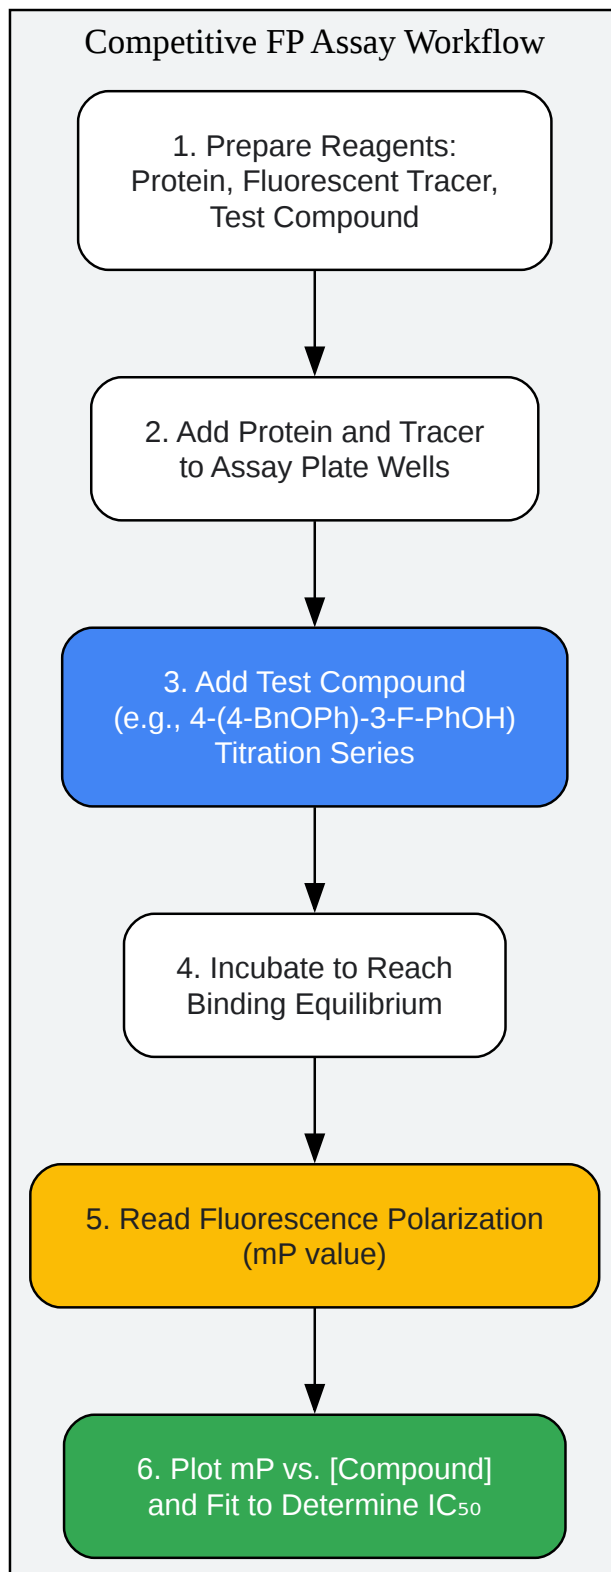 Competitive FP Assay Workflow
1. Prepare Reagents:
Protein, Fluorescent Tracer,
Test Compound
2. Add Protein and Tracer
to Assay Plate Wells
3. Add Test Compound
(e.g., 4-(4-BnOPh)-3-F-PhOH)
Titration Series
4. Incubate to Reach
Binding Equilibrium
5. Read Fluorescence Polarization
(mP value)
6. Plot mP vs. [Compound]
and Fit to Determine IC₅₀